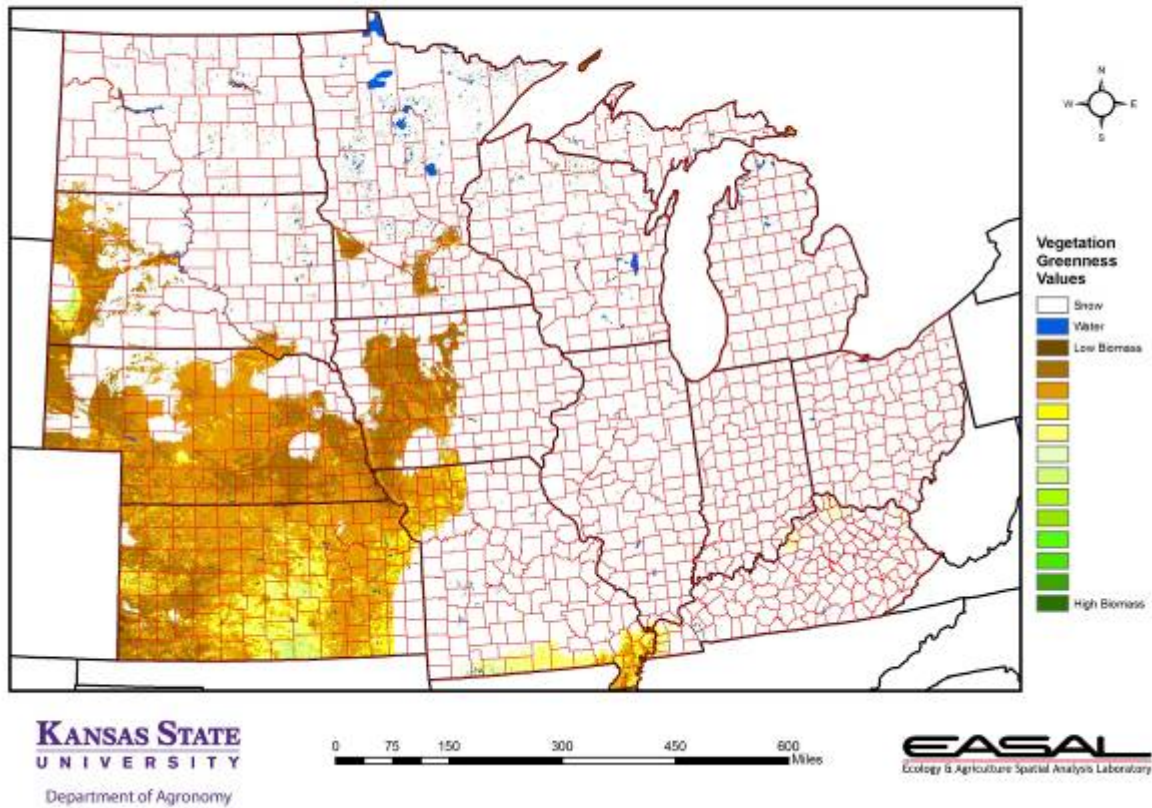 N
W E
S
Vegetation
Greenness
Values
Snow
Water
Low Biomass
High Biomass
KANSAS STATE
UNIVERSITY
Department of Agronomy
0 75 150 300 450 600
Miles
EASAL
Ecology & Agriculture Spatial Analysis Laboratory